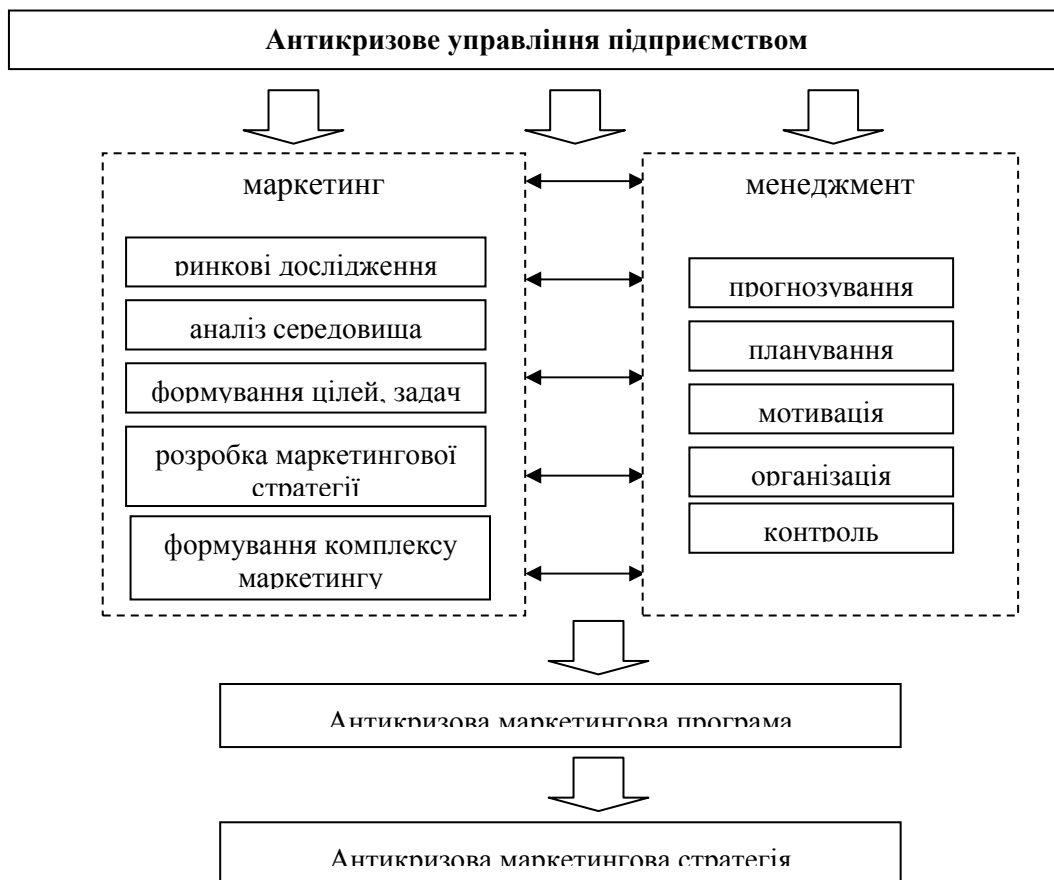 Антикризове управління підприємством
маркетинг
ринкові дослідження
аналіз середовища
формування цілей, задач
розробка маркетингової
стратегії
формування комплексу
маркетингу
менеджмент
прогнозування
планування
мотивація
організація
контроль
Антикризова маркетингова програма
Антикризова маркетингова стратегія